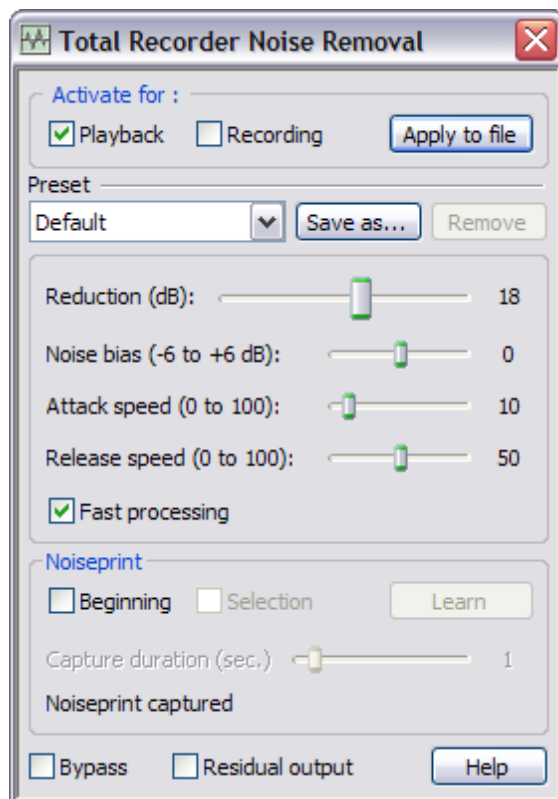 Total Recorder Noise Removal
Activate for :
Playback Recording Apply to file
Preset
Default Save as... Remove
Reduction (dB): 18
Noise bias (-6 to +6 dB): 0
Attack speed (0 to 100): 10
Release speed (0 to 100): 50
Fast processing
Noiseprint
Beginning Selection Learn
Capture duration (sec.) 1
Noiseprint captured
Bypass Residual output Help